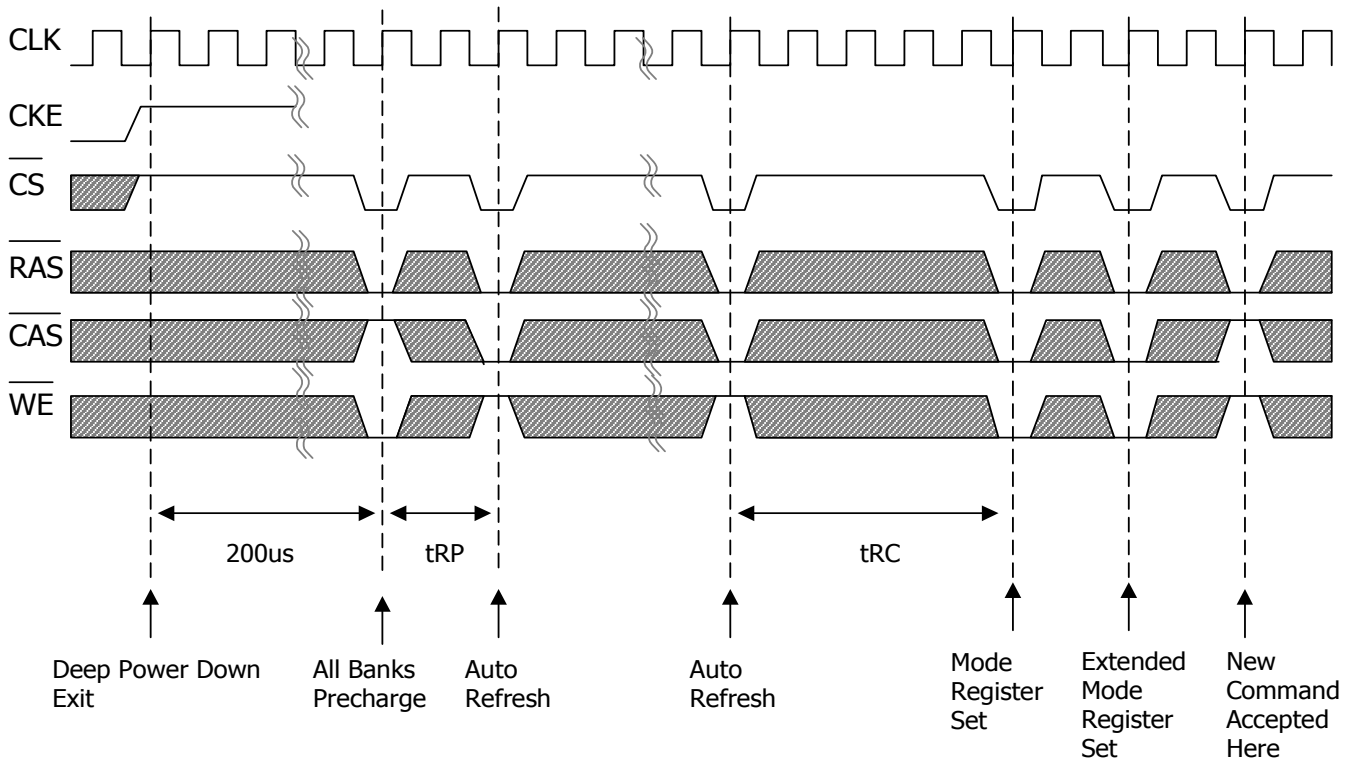 CLK
CKE
CS
RAS
CAS
WE
200us
tRP
tRC
Deep Power Down
Exit
All Banks
Precharge
Auto
Refresh
Auto
Refresh
Mode
Register
Set
Extended
Mode
Register
Set
New
Command
Accepted
Here